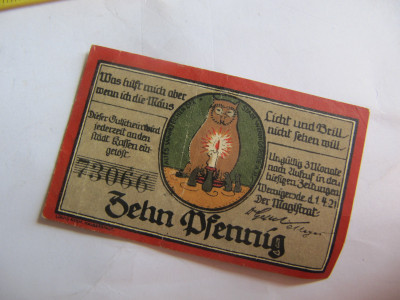 Was hilft mich aber
wenn ich die Maus
Licht und Brill
nicht sehen will.
Dieser Gutschein wird
jederzeit an den
städt. Kassen ein-
gelöst.
73066
Ungültig 3 Monate
nach Aufruf in den
hiesigen Zeitungen.
Wernigerode, d. 1.4.21
Der Magistrat:
Zehn Pfennig